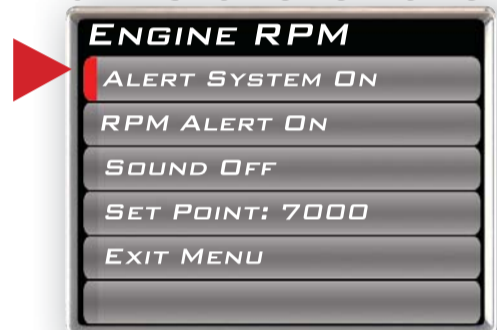 Engine RPM
Alert System On
RPM Alert On
Sound Off
Set Point: 7000
Exit Menu